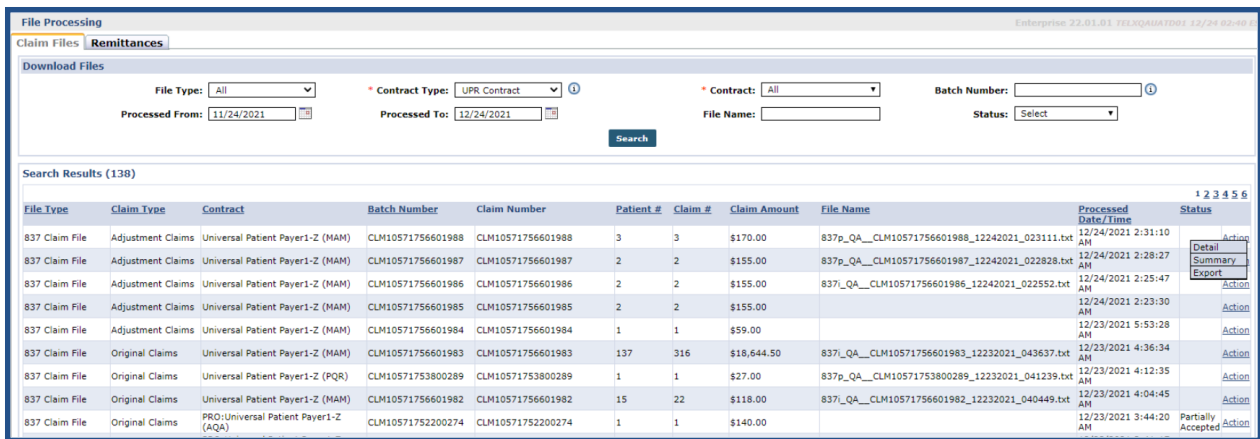 File Processing Enterprise 22.01.01 TELXQAUATD01 12/24 02:40
Claim Files Remittances
Download Files
File Type: All * Contract Type: UPR Contract * Contract: All Batch Number:
Processed From: 11/24/2021 Processed To: 12/24/2021 File Name: Status: Select
Search
Search Results (138)
1 2 3 4 5 6
File Type Claim Type Contract Batch Number Claim Number Patient # Claim # Claim Amount File Name Processed Date/Time Status
837 Claim File Adjustment Claims Universal Patient Payer1-Z (MAM) CLM10571756601988 CLM10571756601988 3 3 $170.00 837p_QA__CLM10571756601988_12242021_023111.txt 12/24/2021 2:31:10 AM Action
Detail
Summary
Export
837 Claim File Adjustment Claims Universal Patient Payer1-Z (MAM) CLM10571756601987 CLM10571756601987 2 2 $155.00 837p_QA__CLM10571756601987_12242021_022828.txt 12/24/2021 2:28:27 AM
837 Claim File Adjustment Claims Universal Patient Payer1-Z (MAM) CLM10571756601986 CLM10571756601986 2 2 $155.00 837i_QA__CLM10571756601986_12242021_022552.txt 12/24/2021 2:25:47 AM Action
837 Claim File Adjustment Claims Universal Patient Payer1-Z (MAM) CLM10571756601985 CLM10571756601985 2 2 $155.00 12/24/2021 2:23:30 AM Action
837 Claim File Adjustment Claims Universal Patient Payer1-Z (MAM) CLM10571756601984 CLM10571756601984 1 1 $59.00 12/23/2021 5:53:28 AM Action
837 Claim File Original Claims Universal Patient Payer1-Z (MAM) CLM10571756601983 CLM10571756601983 137 316 $18,644.50 837i_QA__CLM10571756601983_12232021_043637.txt 12/23/2021 4:36:34 AM Action
837 Claim File Original Claims Universal Patient Payer1-Z (PQR) CLM10571753800289 CLM10571753800289 1 1 $27.00 837p_QA__CLM10571753800289_12232021_041239.txt 12/23/2021 4:12:35 AM Action
837 Claim File Original Claims Universal Patient Payer1-Z (MAM) CLM10571756601982 CLM10571756601982 15 22 $118.00 837i_QA__CLM10571756601982_12232021_040449.txt 12/23/2021 4:04:45 AM Action
837 Claim File Original Claims PRO:Universal Patient Payer1-Z (AQA) CLM10571752200274 CLM10571752200274 1 1 $140.00 12/23/2021 3:44:20 AM Partially Accepted Action